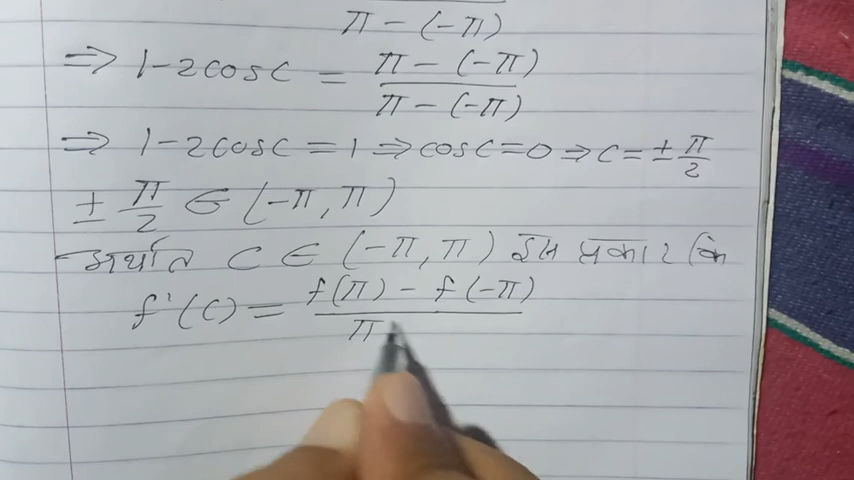 π - (-π)
⇒ 1-2cosc = π - (-π) / π - (-π)
⇒ 1-2cosc = 1 ⇒ cosc = 0 ⇒ c = ± π/2
± π/2 ∈ (-π, π)
अर्थात c ∈ (-π, π) इस प्रकार कि
f'(c) = f(π) - f(-π) / π